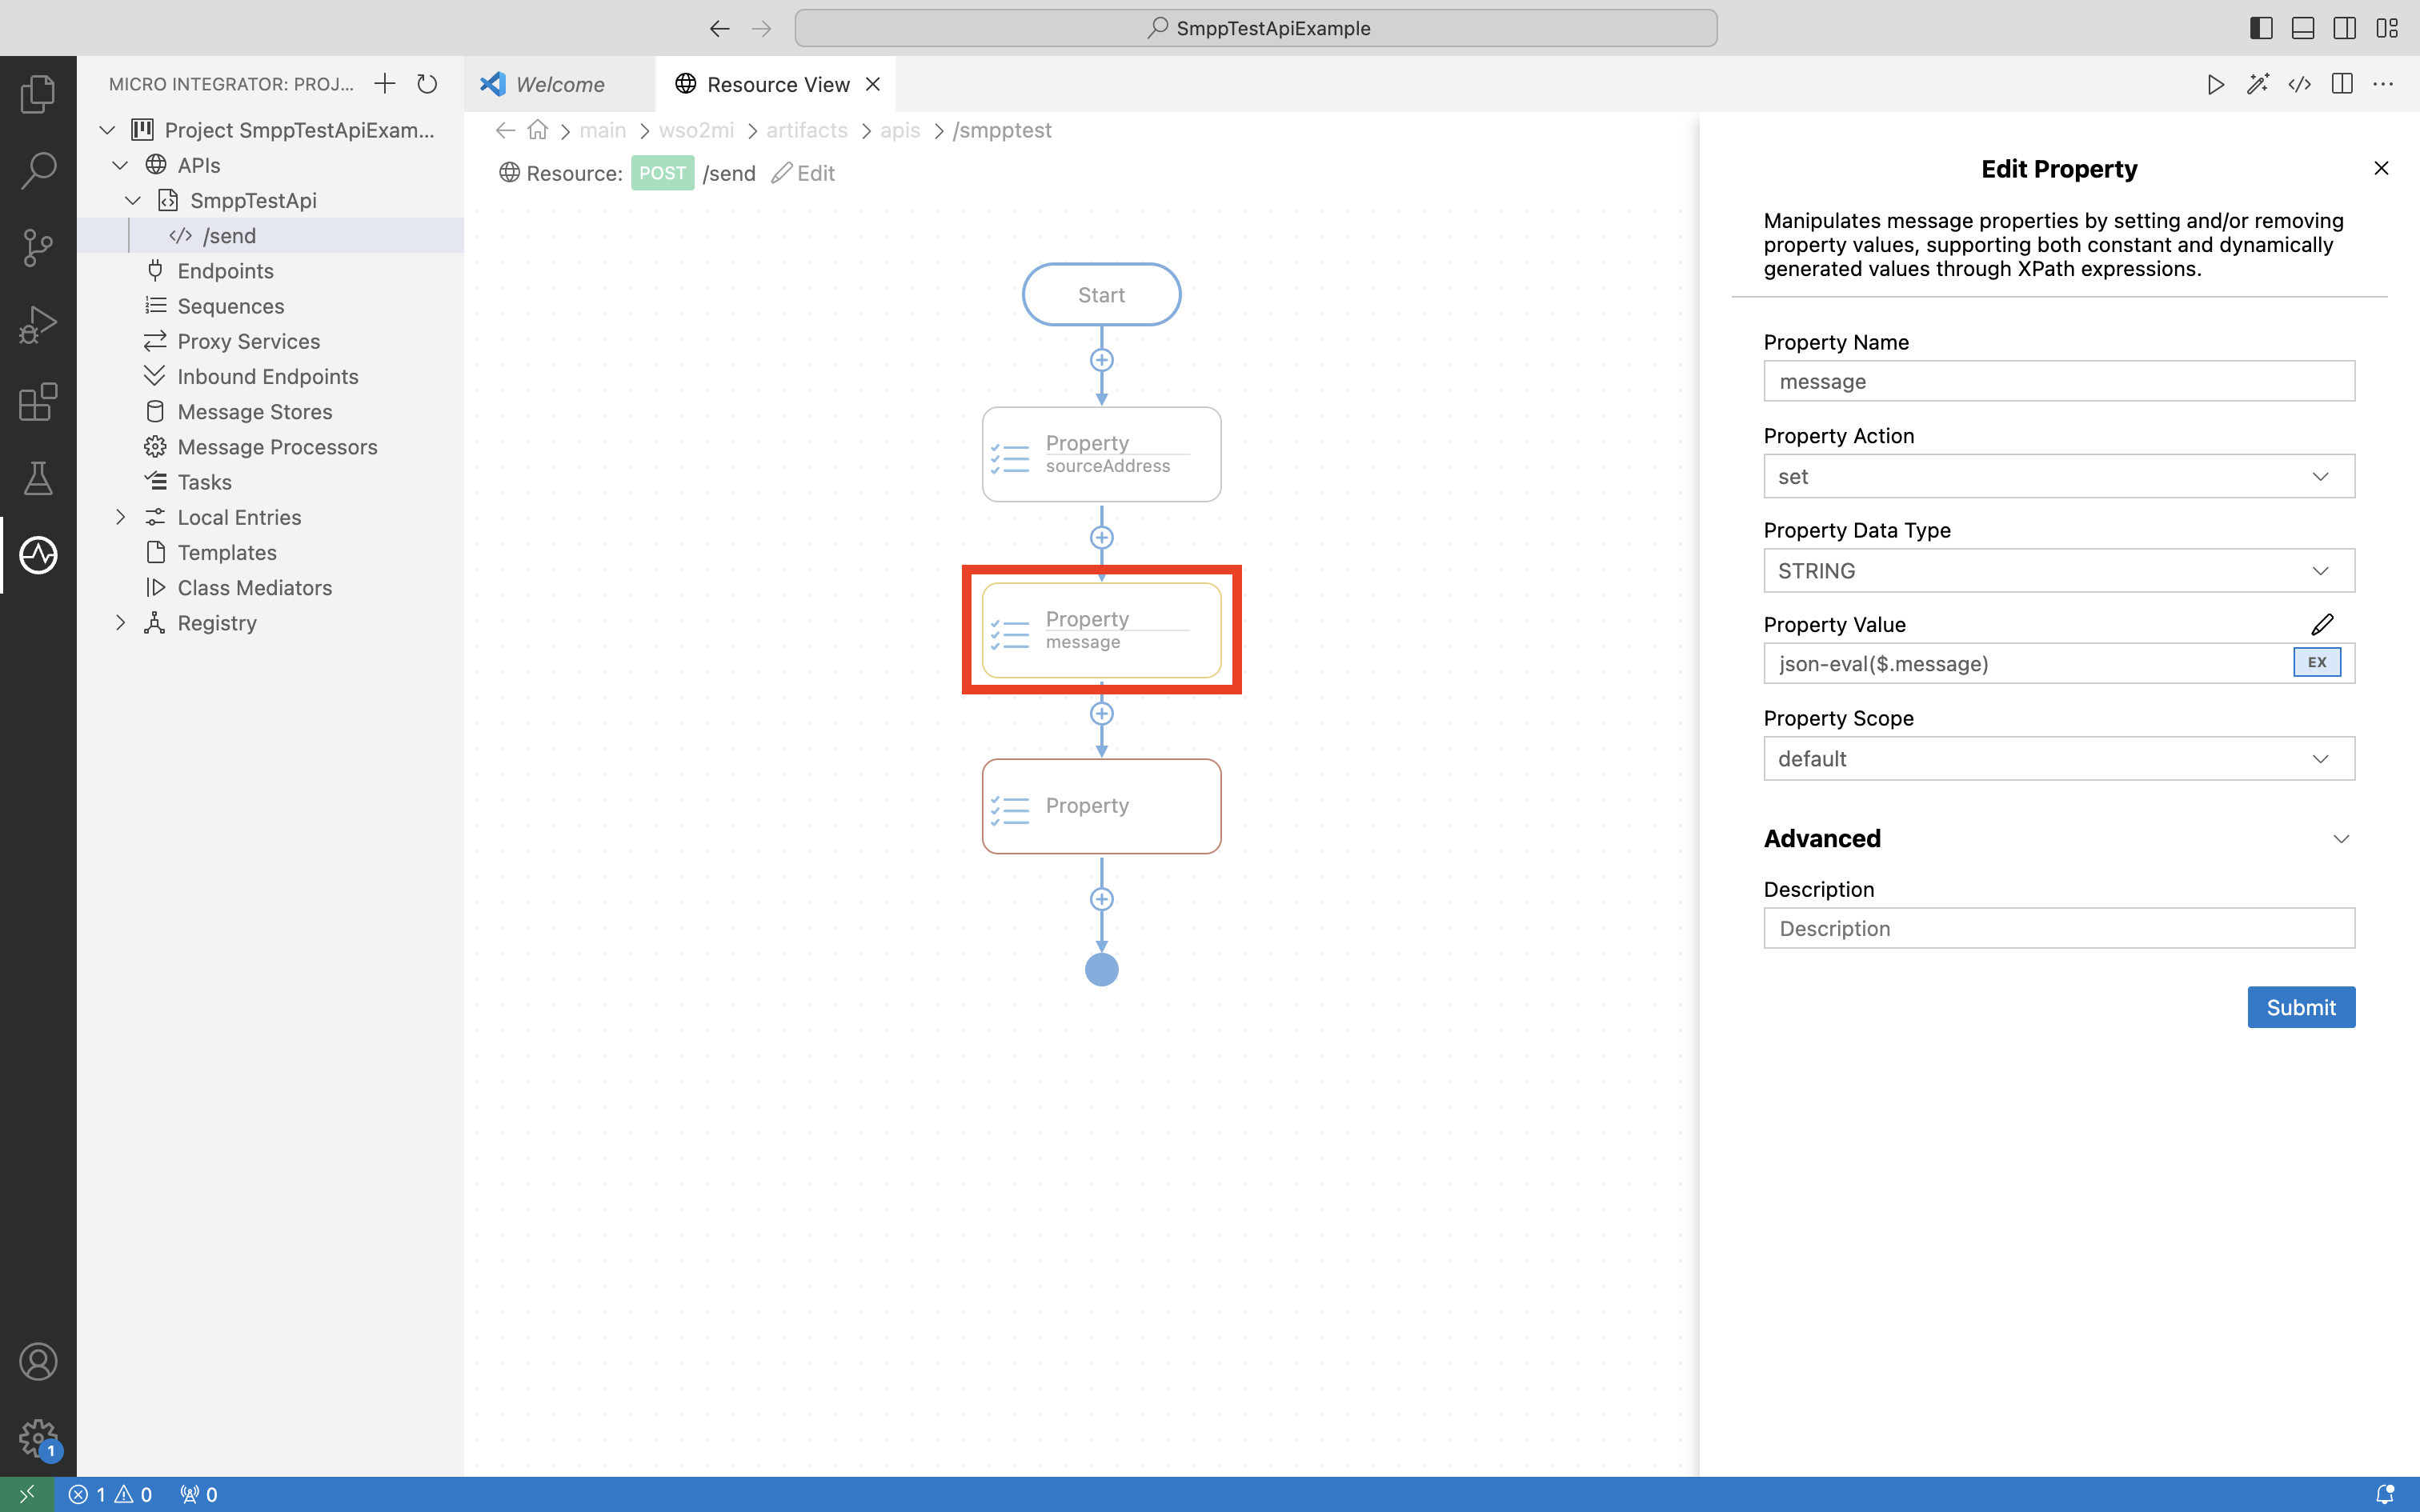 SmppTestApiExample
MICRO INTEGRATOR: PROJ...
Project SmppTestApiExam...
APIs
SmppTestApi
/send
Endpoints
Sequences
Proxy Services
Inbound Endpoints
Message Stores
Message Processors
Tasks
Local Entries
Templates
Class Mediators
Registry
1
Welcome
Resource View
main
wso2mi
artifacts
apis
/smpptest
Resource: POST /send Edit
Start
Property
sourceAddress
Property
message
Property
Edit Property
Manipulates message properties by setting and/or removing
property values, supporting both constant and dynamically
generated values through XPath expressions.
Property Name
message
Property Action
set
Property Data Type
STRING
Property Value
json-eval($.message)
EX
Property Scope
default
Advanced
Description
Description
Submit
1 0 0